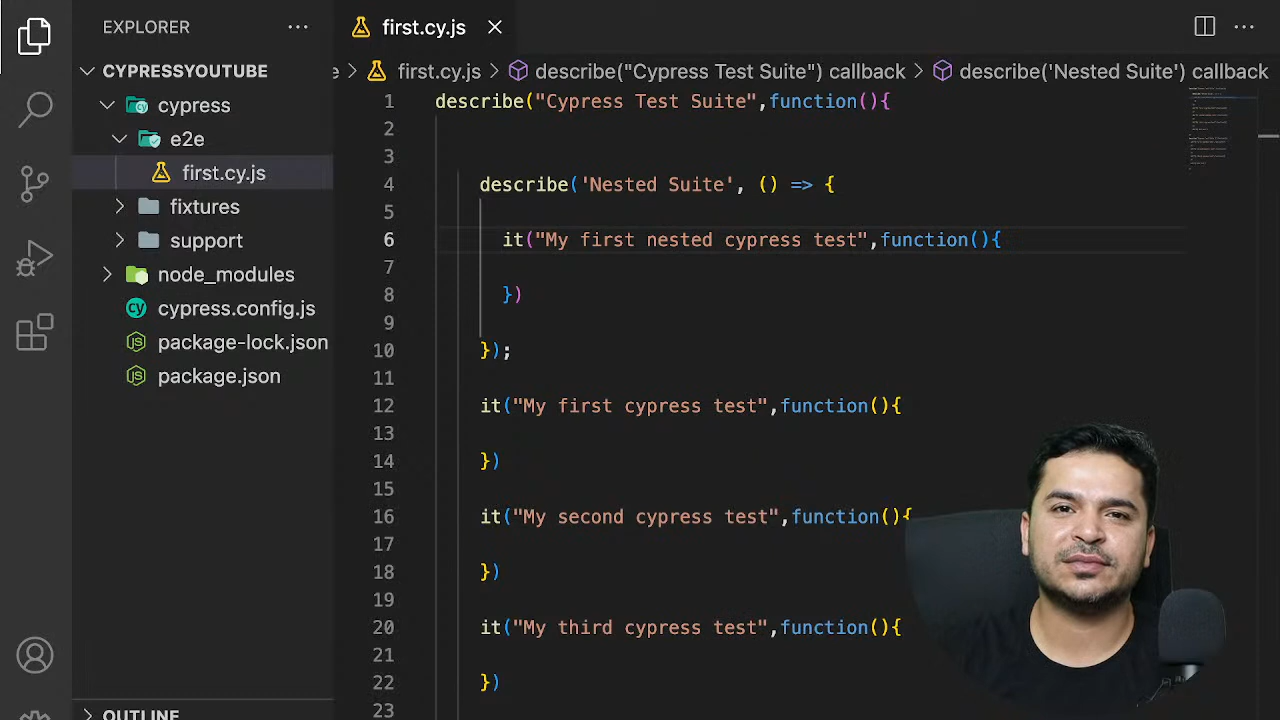 EXPLORER
first.cy.js
CYPRESSYOUTUBE
cypress
e2e
first.cy.js
fixtures
support
node_modules
cypress.config.js
package-lock.json
package.json
OUTLINE
e > first.cy.js > describe("Cypress Test Suite") callback > describe('Nested Suite') callback
1 describe("Cypress Test Suite",function(){
2
3
4 describe('Nested Suite', () => {
5
6 it("My first nested cypress test",function(){
7
8 })
9
10 });
11
12 it("My first cypress test",function(){
13
14 })
15
16 it("My second cypress test",function(){
17
18 })
19
20 it("My third cypress test",function(){
21
22 })
23